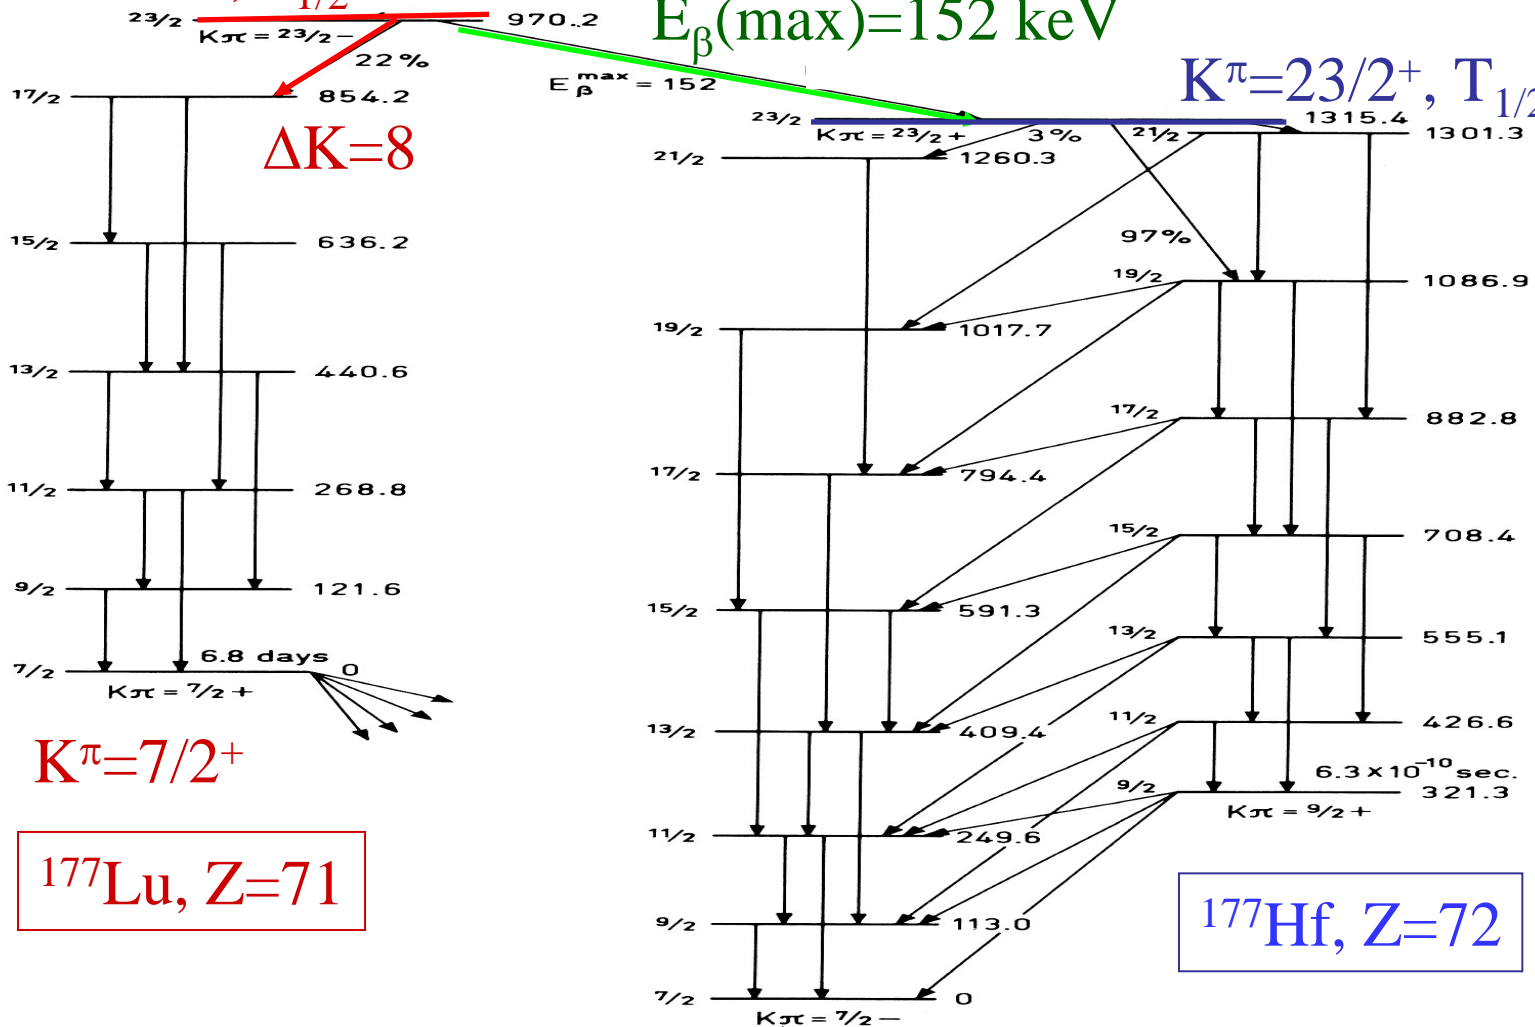 1/2
E_β(max)=152 keV
23/2 970.2
Kπ = 23/2 −
22%
E_β^max = 152
K^π=23/2⁺, T_1/2
17/2 854.2
ΔK=8
23/2 1315.4
Kπ = 23/2 + 3% 21/2 1301.3
21/2 1260.3
15/2 636.2
97%
19/2 1086.9
19/2 1017.7
13/2 440.6
17/2 882.8
17/2 794.4
11/2 268.8
15/2 708.4
9/2 121.6
15/2 591.3
13/2 555.1
6.8 days
7/2 0
Kπ = 7/2 +
13/2 409.4
11/2 426.6
K^π=7/2⁺
6.3 × 10⁻¹⁰ sec.
9/2 321.3
Kπ = 9/2 +
11/2 249.6
¹⁷⁷Lu, Z=71
9/2 113.0
¹⁷⁷Hf, Z=72
7/2 0
Kπ = 7/2 −